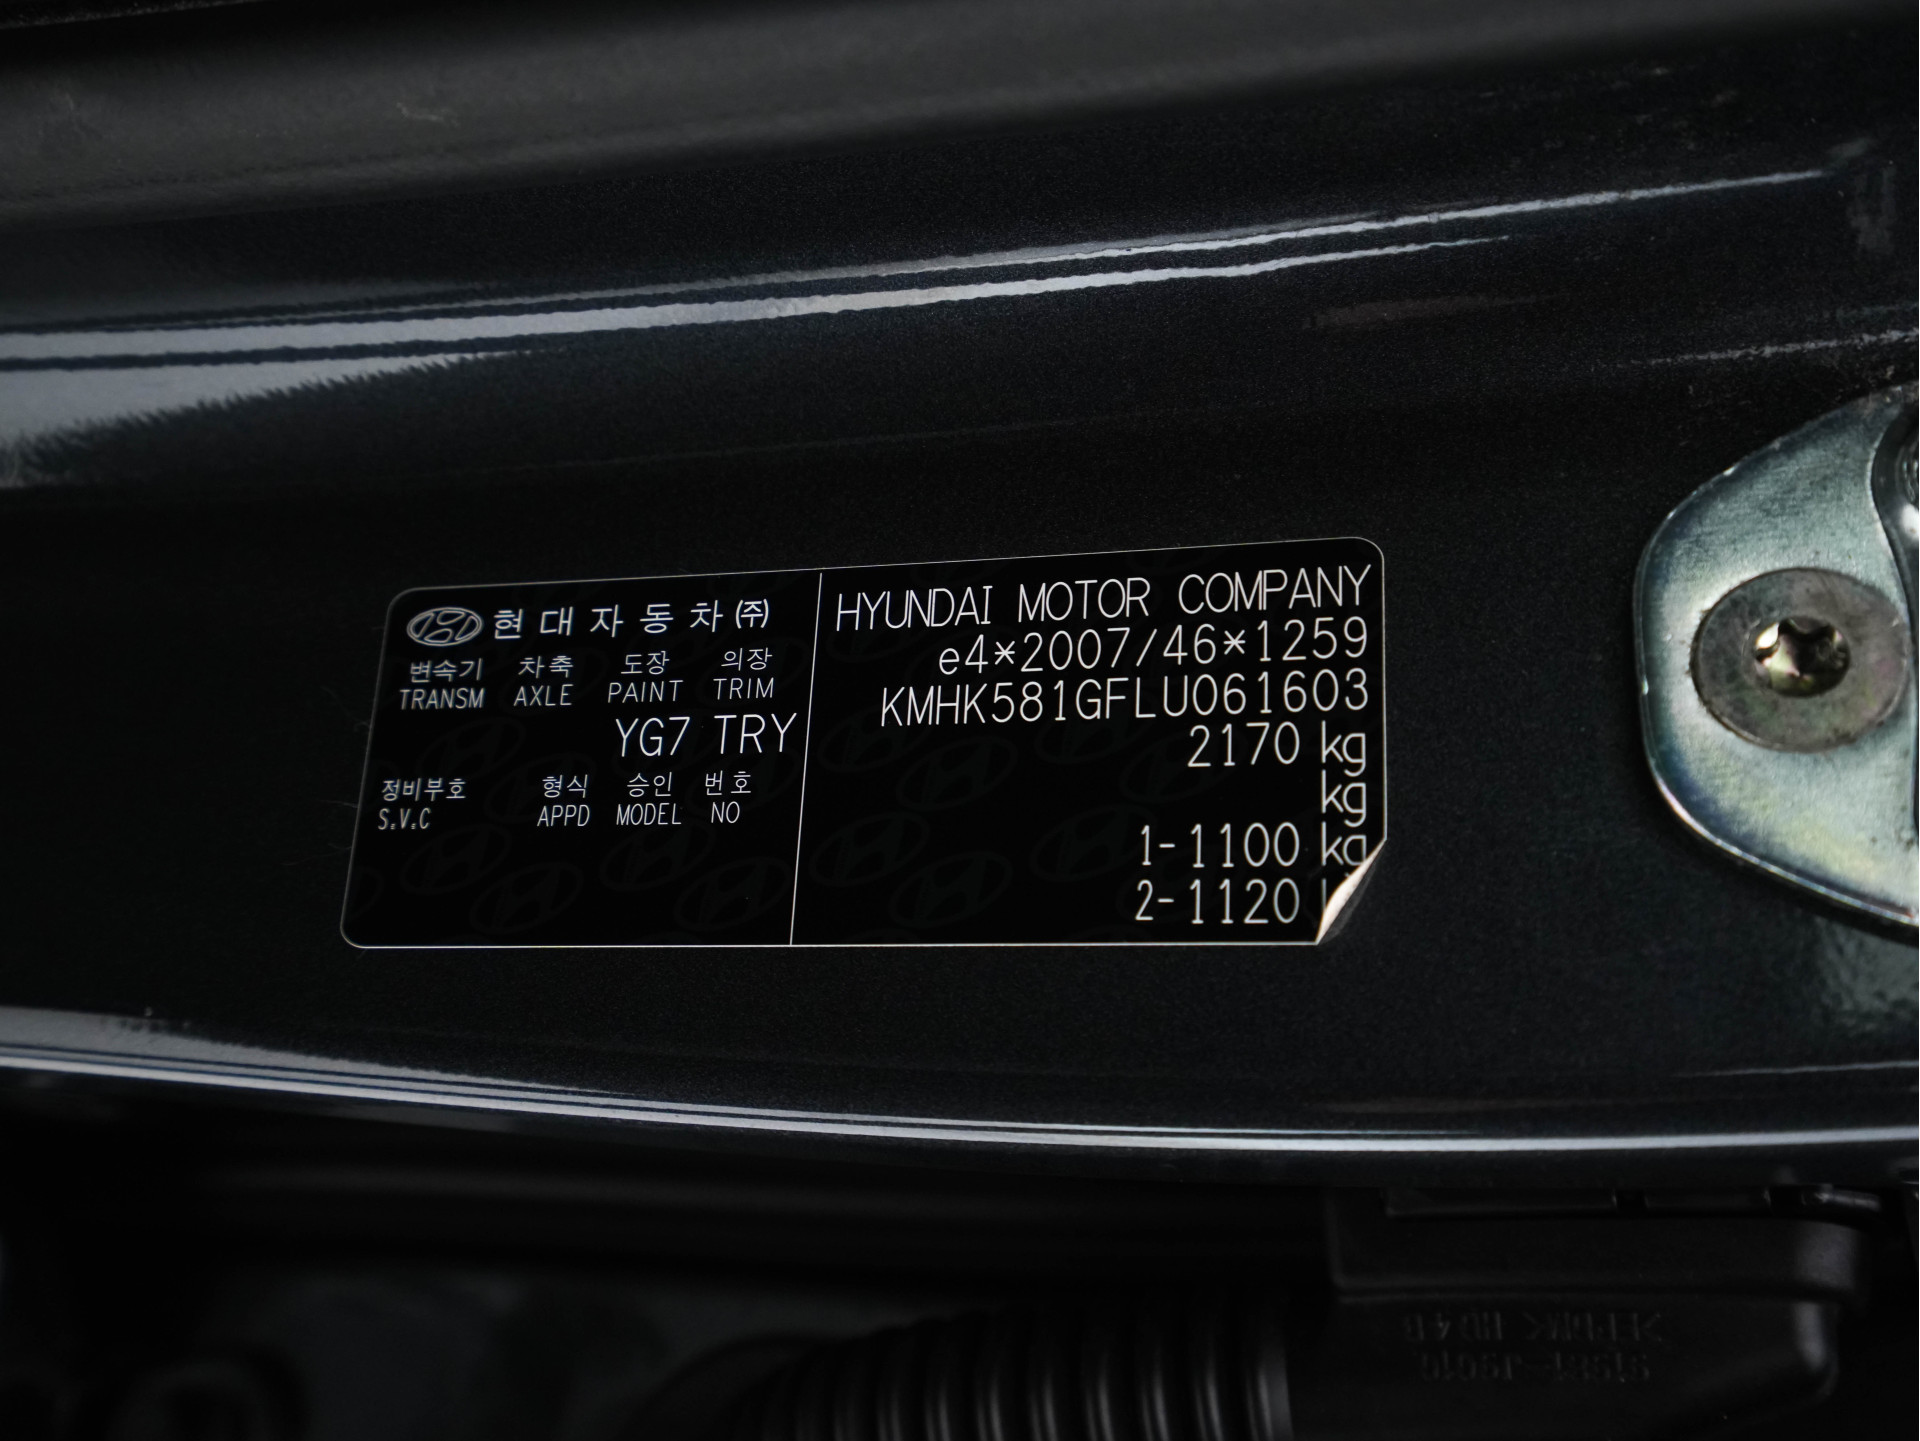 현대자동차㈜
변속기 차축 도장 의장
TRANSM AXLE PAINT TRIM
YG7 TRY
정비부호 형식 승인 번호
S.V.C APPD MODEL NO
HYUNDAI MOTOR COMPANY
e4*2007/46*1259
KMHK581GFLU061603
2170 kg
kg
1-1100 kg
2-1120